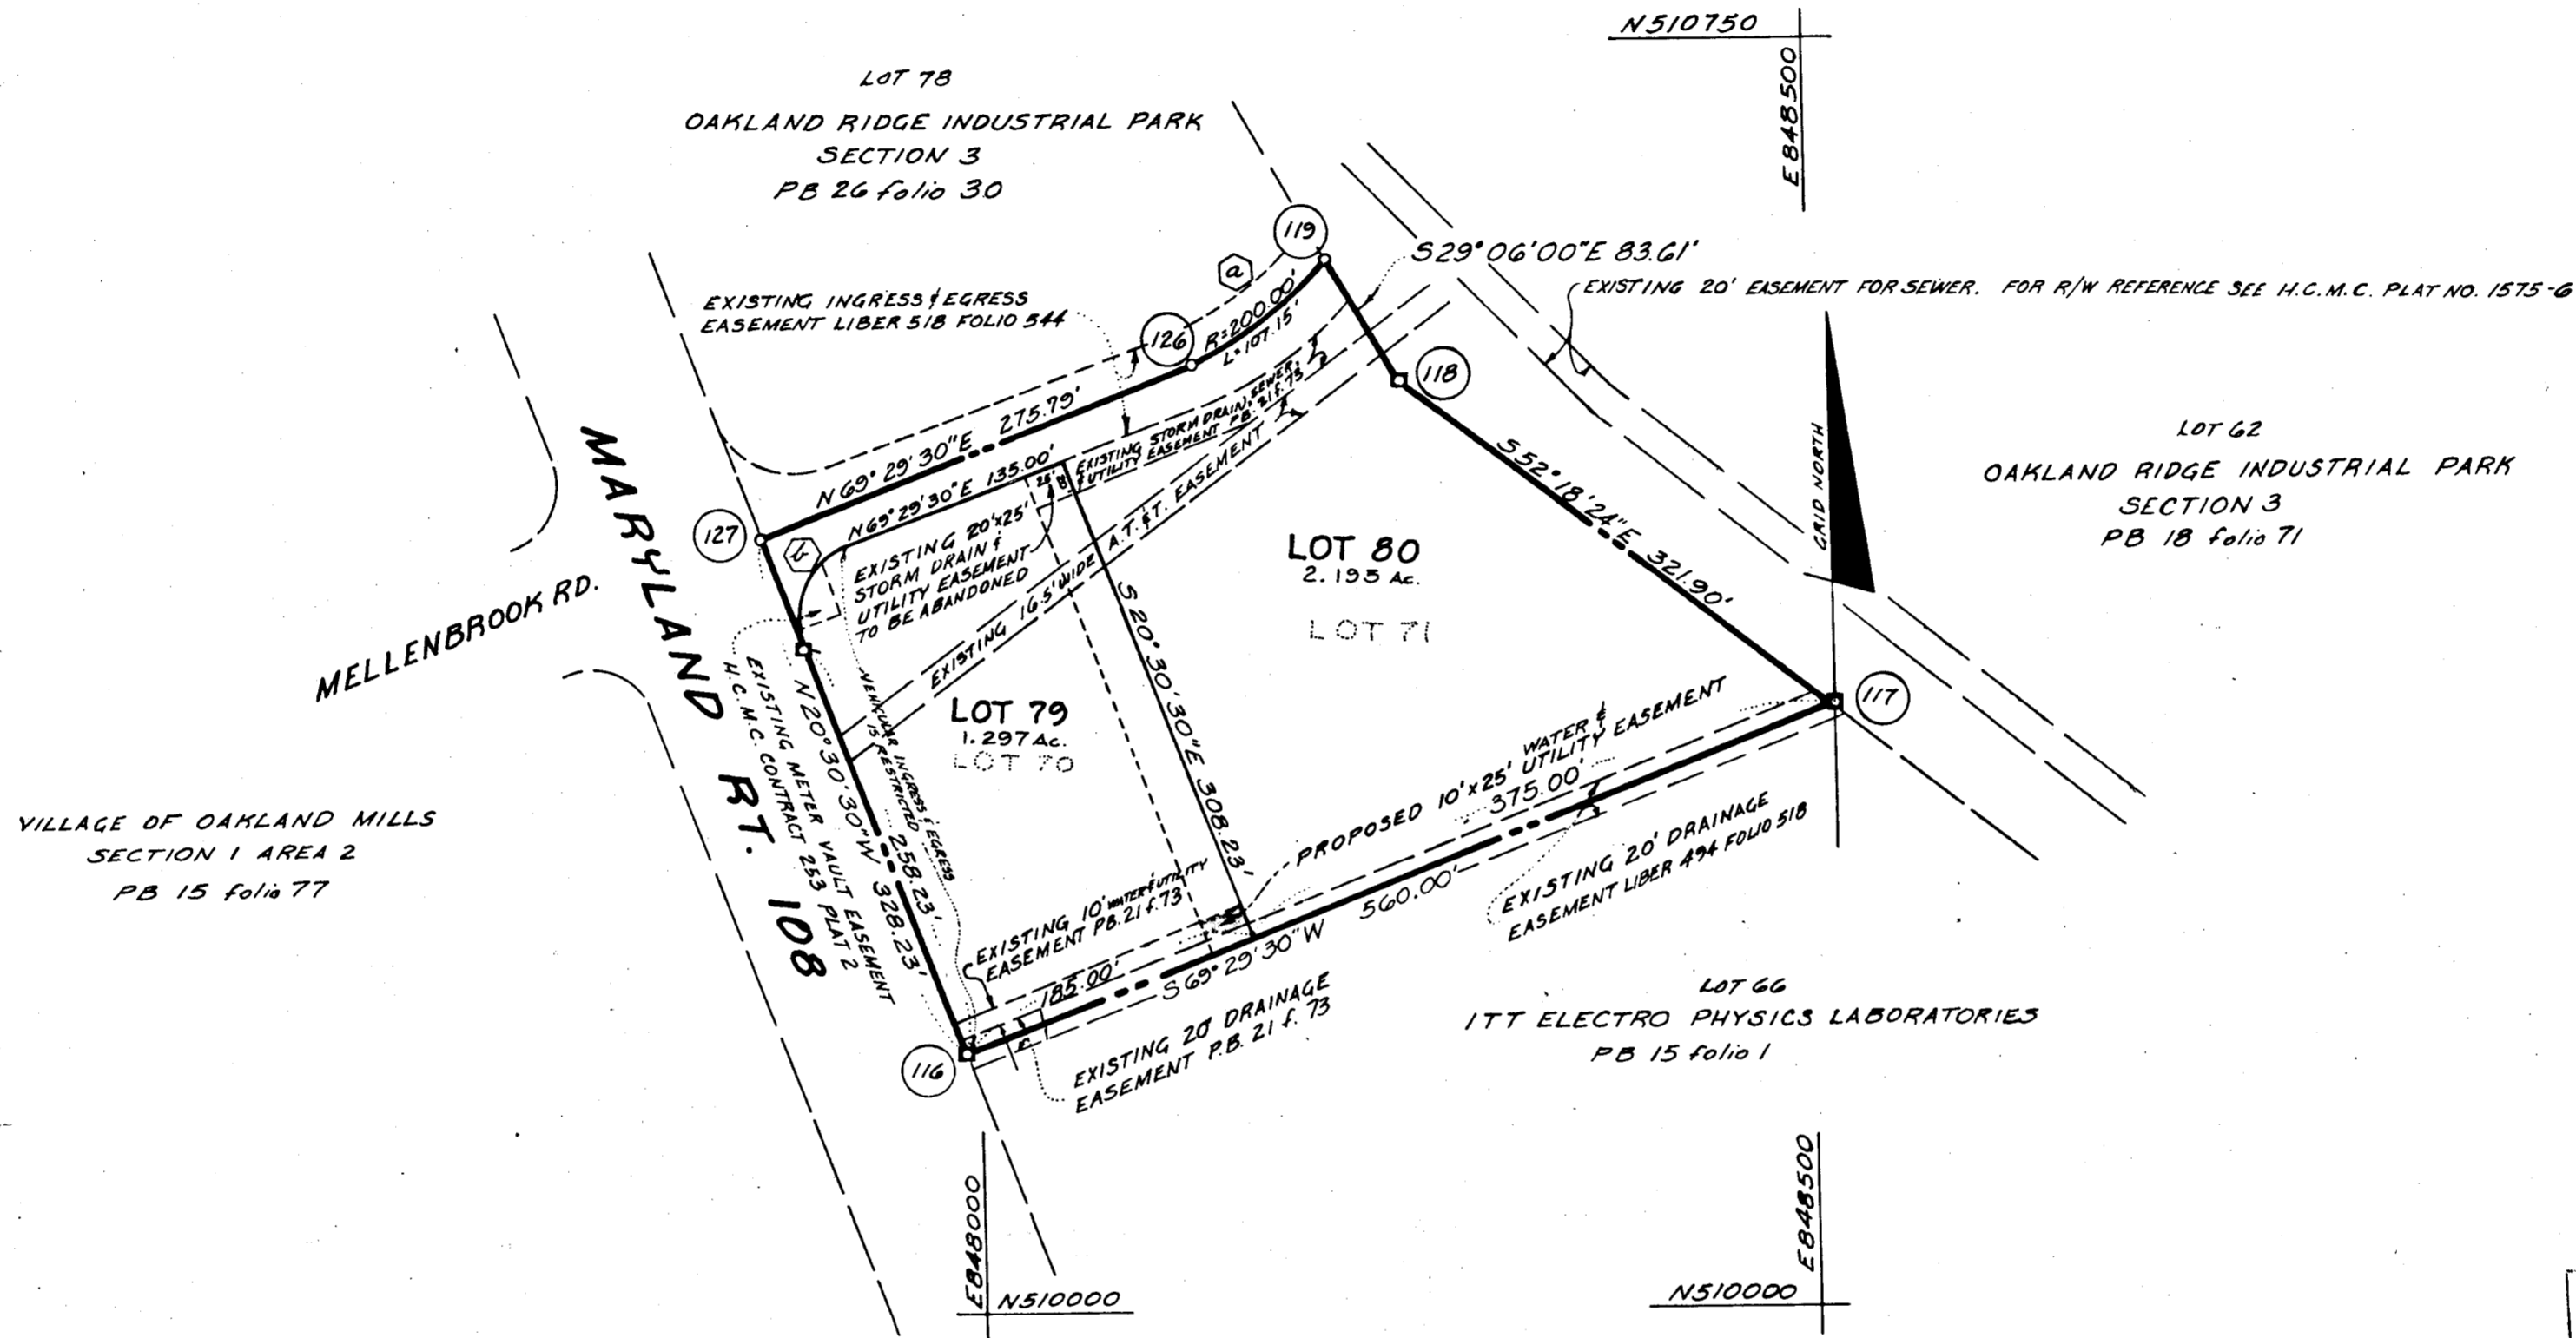 N510750
E848500
LOT 78
OAKLAND RIDGE INDUSTRIAL PARK
SECTION 3
PB 26 folio 30
119
S29°06'00"E 83.61'
a
EXISTING 20' EASEMENT FOR SEWER. FOR R/W REFERENCE SEE H.C.M.C. PLAT NO. 1575-6
EXISTING INGRESS & EGRESS
EASEMENT LIBER 518 FOLIO 544
126
R=200.00'
L=107.15'
118
N69°29'30"E 275.79'
N69°29'30"E 135.00'
EXISTING STORM DRAIN, SEWER,
& UTILITY EASEMENT PB. 21 f. 73
GRID NORTH
LOT 62
OAKLAND RIDGE INDUSTRIAL PARK
SECTION 3
PB 18 folio 71
S52°18'24"E 321.90'
127
EXISTING 20'x25'
STORM DRAIN &
UTILITY EASEMENT
TO BE ABANDONED
EXISTING 16.5' WIDE A.T.&T. EASEMENT
LOT 80
2.193 Ac.
LOT 71
S20°30'30"E 308.23'
MELLENBROOK RD.
MARYLAND RT. 108
LOT 79
1.297 Ac.
LOT 70
117
WATER &
PROPOSED 10'x25' UTILITY EASEMENT
375.00'
EXISTING METER VAULT EASEMENT
H.C.M.C. CONTRACT 253 PLAT 2
N20°30'30"W 328.23'
258.23'
VEHICULAR INGRESS & EGRESS
IS RESTRICTED
VILLAGE OF OAKLAND MILLS
SECTION 1 AREA 2
PB 15 folio 77
EXISTING 10' WATER & UTILITY
EASEMENT PB. 21 f. 73
EXISTING 20' DRAINAGE
EASEMENT LIBER 494 FOLIO 518
185.00'
S69°29'30"W 560.00'
116
EXISTING 20' DRAINAGE
EASEMENT P.B. 21 f. 73
LOT 66
ITT ELECTRO PHYSICS LABORATORIES
PB 15 folio 1
E848000
N510000
N510000
E848500